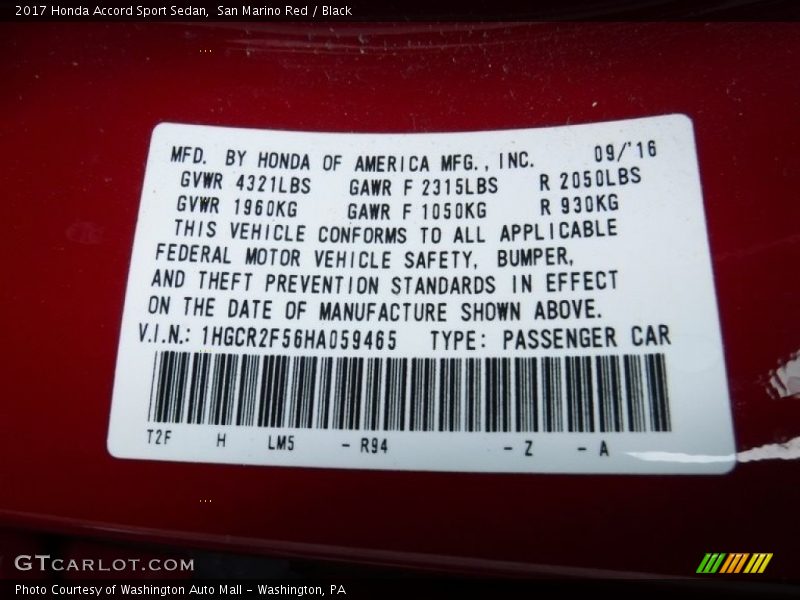 2017 Honda Accord Sport Sedan,  San Marino Red / Black
MFD. BY HONDA OF AMERICA MFG., INC. 09/'16
GVWR 4321LBS GAWR F 2315LBS R 2050LBS
GVWR 1960KG GAWR F 1050KG R 930KG
THIS VEHICLE CONFORMS TO ALL APPLICABLE
FEDERAL MOTOR VEHICLE SAFETY, BUMPER,
AND THEFT PREVENTION STANDARDS IN EFFECT
ON THE DATE OF MANUFACTURE SHOWN ABOVE.
V.I.N.: 1HGCR2F56HA059465 TYPE: PASSENGER CAR
T2F H LM5 - R94 - Z - A
GTCARLOT.COM
Photo Courtesy of Washington Auto Mall - Washington, PA